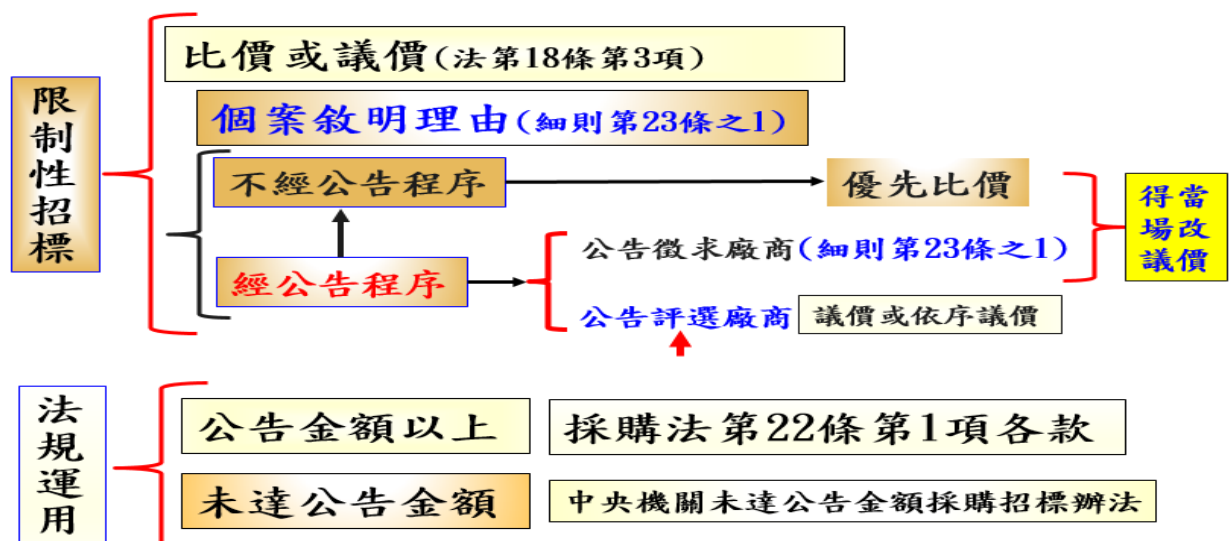 限制性招標
比價或議價(法第18條第3項)
個案敘明理由(細則第23條之1)
不經公告程序
優先比價
經公告程序
公告徵求廠商(細則第23條之1)
公告評選廠商
議價或依序議價
得當場改議價
法規運用
公告金額以上
採購法第22條第1項各款
未達公告金額
中央機關未達公告金額採購招標辦法